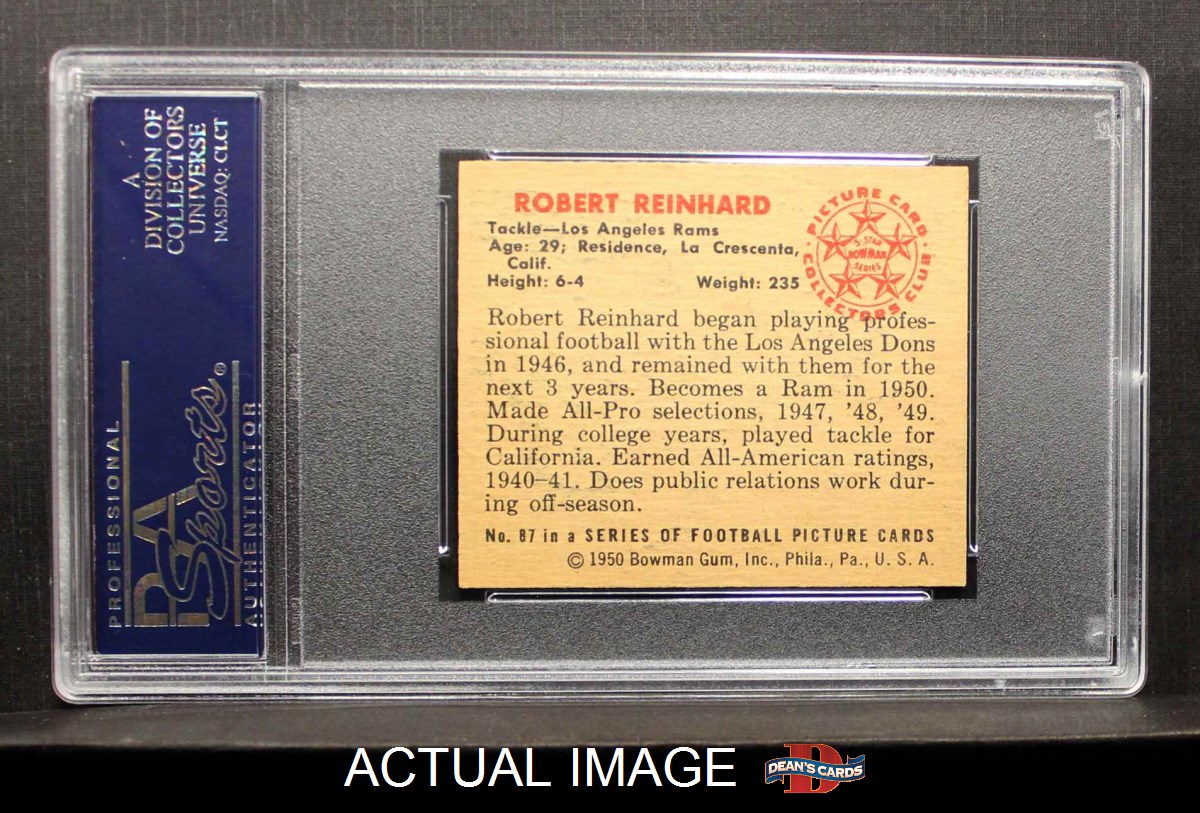 A
DIVISION OF
COLLECTORS
UNIVERSE
NASDAQ: CLCT
PROFESSIONAL
PSA
Sports®
AUTHENTICATOR
ROBERT REINHARD
Tackle—Los Angeles Rams
Age: 29; Residence, La Crescenta,
Calif.
Height: 6-4 Weight: 235
PICTURE CARD
COLLECTORS CLUB
5-STAR
BOWMAN
SERIES
Robert Reinhard began playing profes-
sional football with the Los Angeles Dons
in 1946, and remained with them for the
next 3 years. Becomes a Ram in 1950.
Made All-Pro selections, 1947, '48, '49.
During college years, played tackle for
California. Earned All-American ratings,
1940-41. Does public relations work dur-
ing off-season.
No. 87 in a SERIES OF FOOTBALL PICTURE CARDS
© 1950 Bowman Gum, Inc., Phila., Pa., U. S. A.
ACTUAL IMAGE
D
DEAN'S CARDS